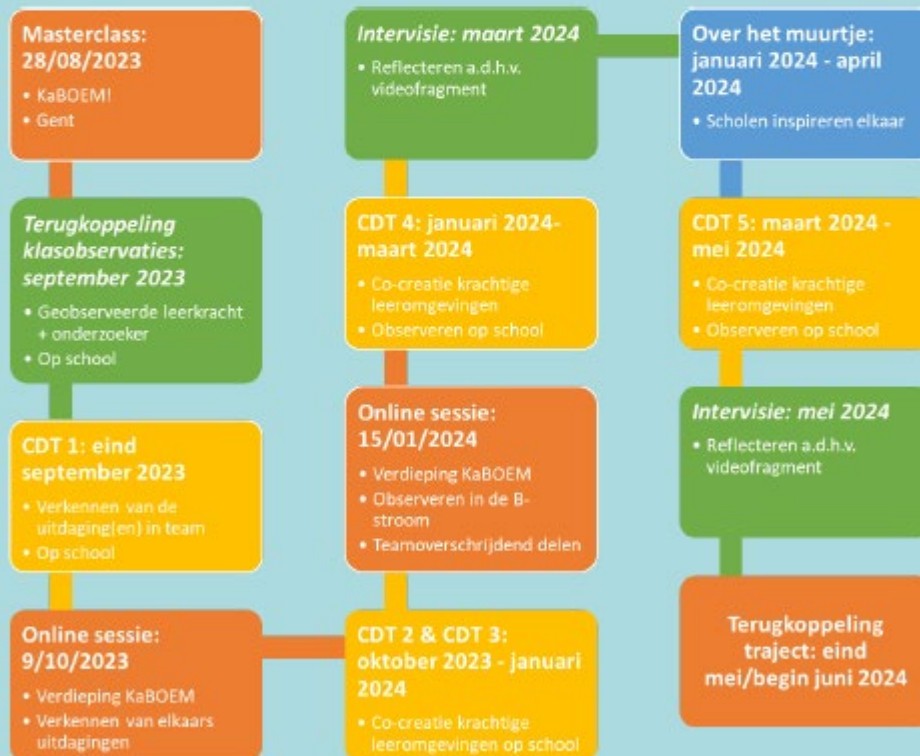 Masterclass:
28/08/2023
• KaBOEM!
• Gent
Terugkoppeling
klasobservaties:
september 2023
• Geobserveerde leerkracht
+ onderzoeker
• Op school
CDT 1: eind
september 2023
• Verkennen van de
uitdaging(en) in team
• Op school
Online sessie:
9/10/2023
• Verdieping KaBOEM
• Verkennen van elkaars
uitdagingen
CDT 2 & CDT 3:
oktober 2023 - januari
2024
• Co-creatie krachtige
leeromgevingen op school
Online sessie:
15/01/2024
• Verdieping KaBOEM
• Observeren in de B-
stroom
• Teamoverschrijdend delen
CDT 4: januari 2024-
maart 2024
• Co-creatie krachtige
leeromgevingen
• Observeren op school
Intervisie: maart 2024
• Reflecteren a.d.h.v.
videofragment
Over het muurtje:
januari 2024 - april
2024
• Scholen inspireren elkaar
CDT 5: maart 2024 -
mei 2024
• Co-creatie krachtige
leeromgevingen
• Observeren op school
Intervisie: mei 2024
• Reflecteren a.d.h.v.
videofragment
Terugkoppeling
traject: eind
mei/begin juni 2024